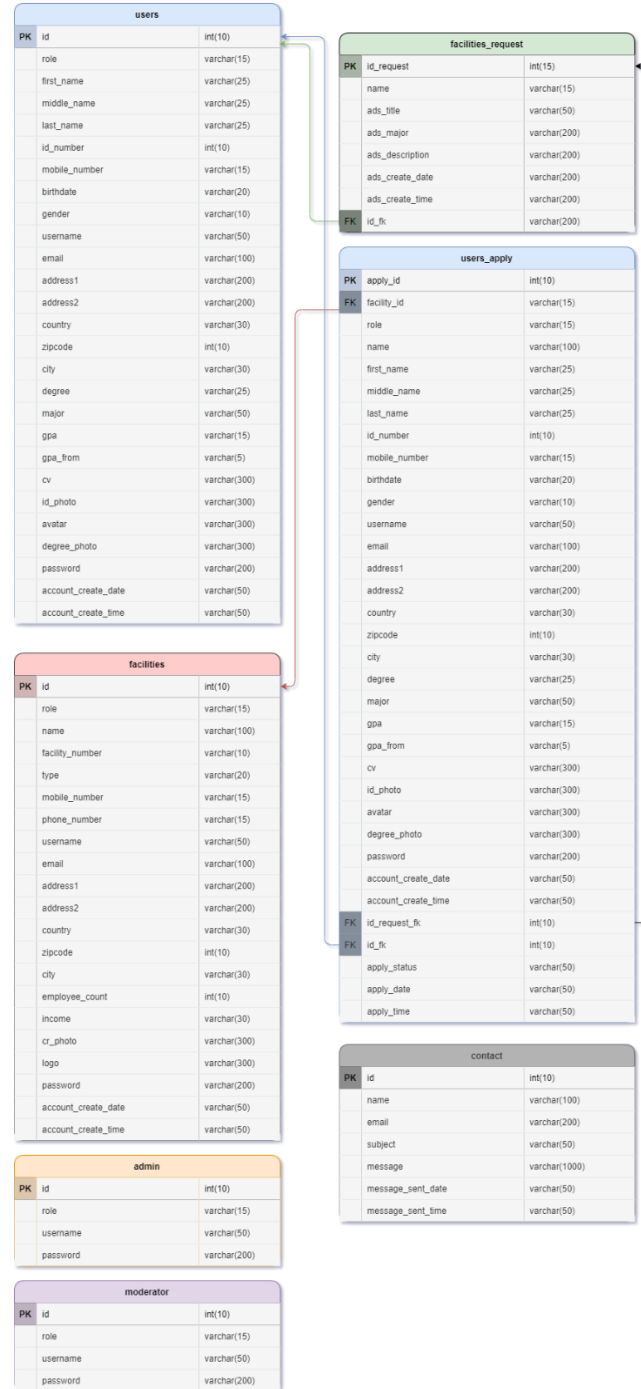 users
PK id int(10)
role varchar(15)
first_name varchar(25)
middle_name varchar(25)
last_name varchar(25)
id_number int(10)
mobile_number varchar(15)
birthdate varchar(20)
gender varchar(10)
username varchar(50)
email varchar(100)
address1 varchar(200)
address2 varchar(200)
country varchar(30)
zipcode int(10)
city varchar(30)
degree varchar(25)
major varchar(50)
gpa varchar(15)
gpa_from varchar(5)
cv varchar(300)
id_photo varchar(300)
avatar varchar(300)
degree_photo varchar(300)
password varchar(200)
account_create_date varchar(50)
account_create_time varchar(50)
facilities
PK id int(10)
role varchar(15)
name varchar(100)
facility_number varchar(10)
type varchar(20)
mobile_number varchar(15)
phone_number varchar(15)
username varchar(50)
email varchar(100)
address1 varchar(200)
address2 varchar(200)
country varchar(30)
zipcode int(10)
city varchar(30)
employee_count int(10)
income varchar(30)
cr_photo varchar(300)
logo varchar(300)
password varchar(200)
account_create_date varchar(50)
account_create_time varchar(50)
admin
PK id int(10)
role varchar(15)
username varchar(50)
password varchar(200)
moderator
PK id int(10)
role varchar(15)
username varchar(50)
password varchar(200)
facilities_request
PK id_request int(15)
name varchar(15)
ads_title varchar(50)
ads_major varchar(200)
ads_description varchar(200)
ads_create_date varchar(200)
ads_create_time varchar(200)
FK id_fk varchar(200)
users_apply
PK apply_id int(10)
FK facility_id varchar(15)
role varchar(15)
name varchar(100)
first_name varchar(25)
middle_name varchar(25)
last_name varchar(25)
id_number int(10)
mobile_number varchar(15)
birthdate varchar(20)
gender varchar(10)
username varchar(50)
email varchar(100)
address1 varchar(200)
address2 varchar(200)
country varchar(30)
zipcode int(10)
city varchar(30)
degree varchar(25)
major varchar(50)
gpa varchar(15)
gpa_from varchar(5)
cv varchar(300)
id_photo varchar(300)
avatar varchar(300)
degree_photo varchar(300)
password varchar(200)
account_create_date varchar(50)
account_create_time varchar(50)
FK id_request_fk int(10)
FK id_fk int(10)
apply_status varchar(50)
apply_date varchar(50)
apply_time varchar(50)
contact
PK id int(10)
name varchar(100)
email varchar(200)
subject varchar(50)
message varchar(1000)
message_sent_date varchar(50)
message_sent_time varchar(50)